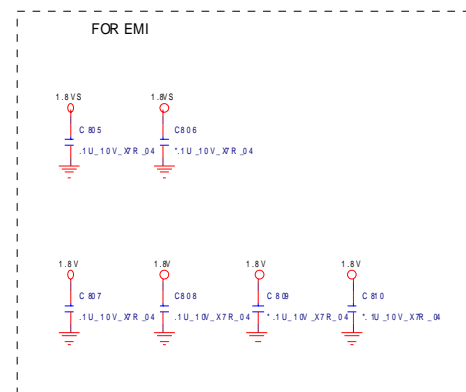 FOR EMI
1.8VS 1.8VS
C805 C806
.1U_10V_X7R_04 *.1U_10V_X7R_04
1.8V 1.8V 1.8V 1.8V
C807 C808 C809 C810
.1U_10V_X7R_04 .1U_10V_X7R_04 *.1U_10V_X7R_04 *.1U_10V_X7R_04